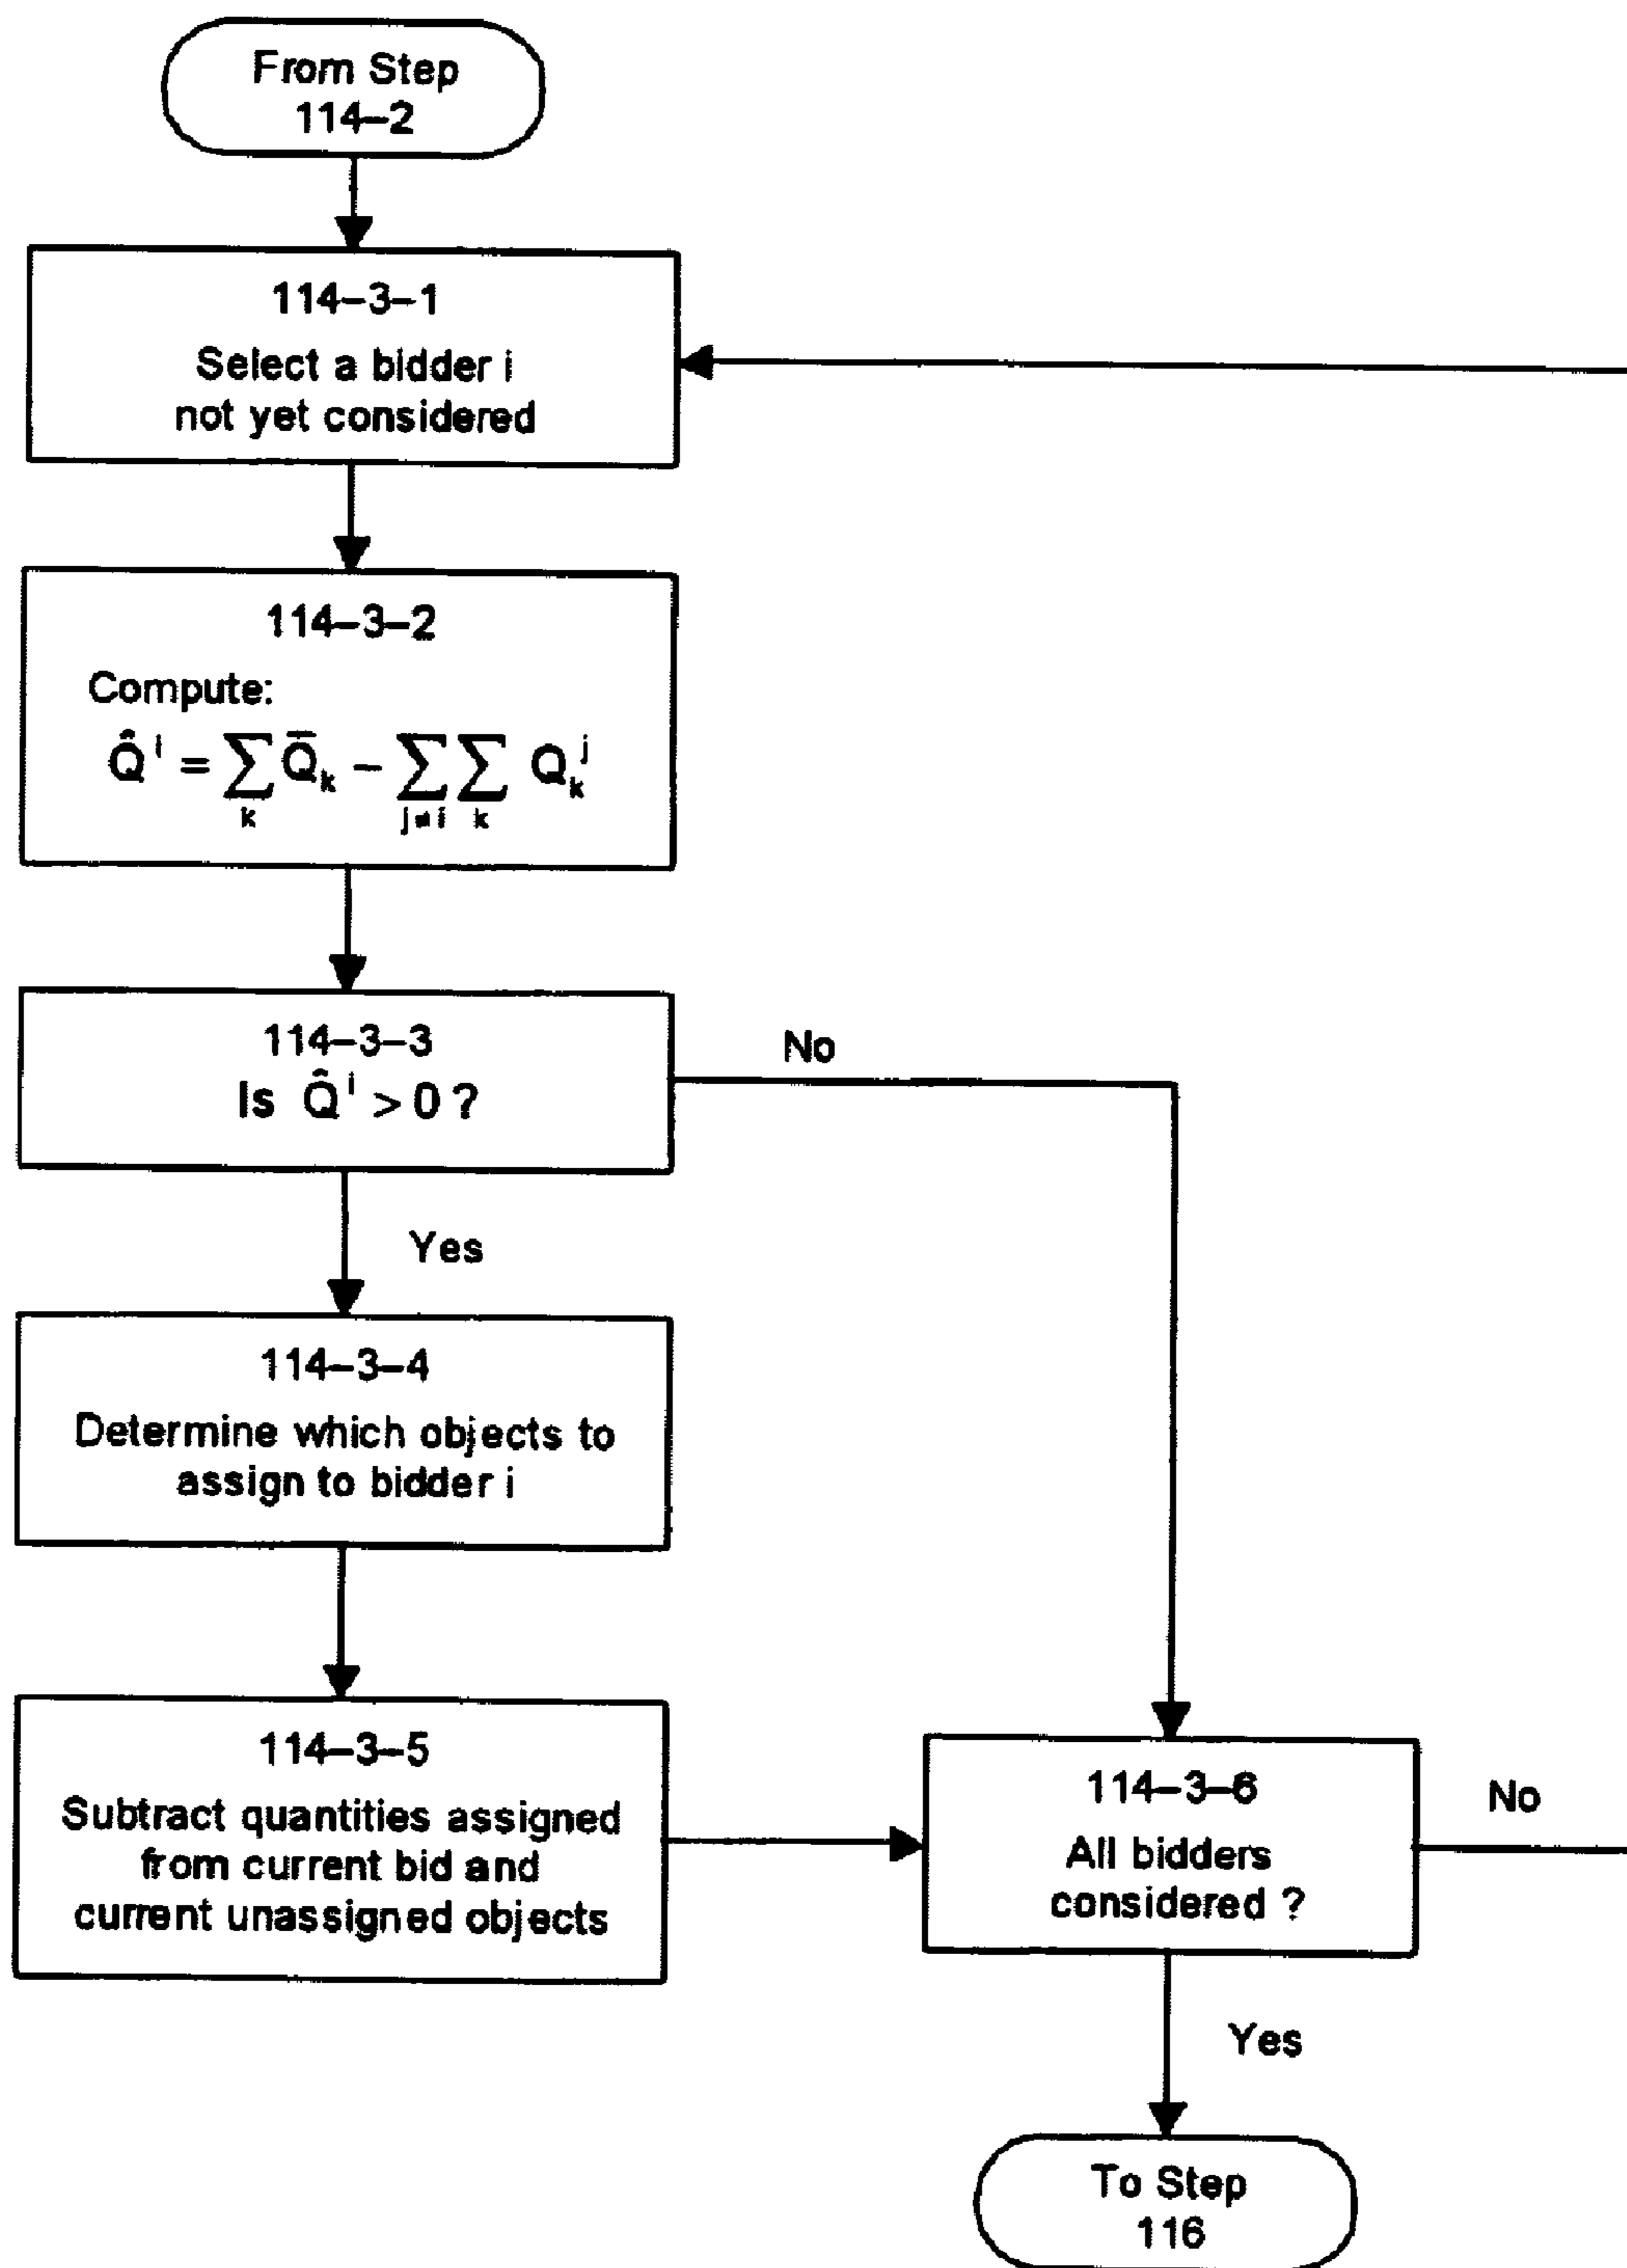 From Step
114–2
114–3–1
Select a bidder i
not yet considered
114–3–2
Compute:
Q̂ⁱ = ∑ₖ Q̄ₖ – ∑_{j≠i} ∑ₖ Qₖʲ
114–3–3
Is Q̂ⁱ > 0 ?
No
Yes
114–3–4
Determine which objects to
assign to bidder i
114–3–5
Subtract quantities assigned
from current bid and
current unassigned objects
114–3–6
All bidders
considered ?
No
Yes
To Step
116